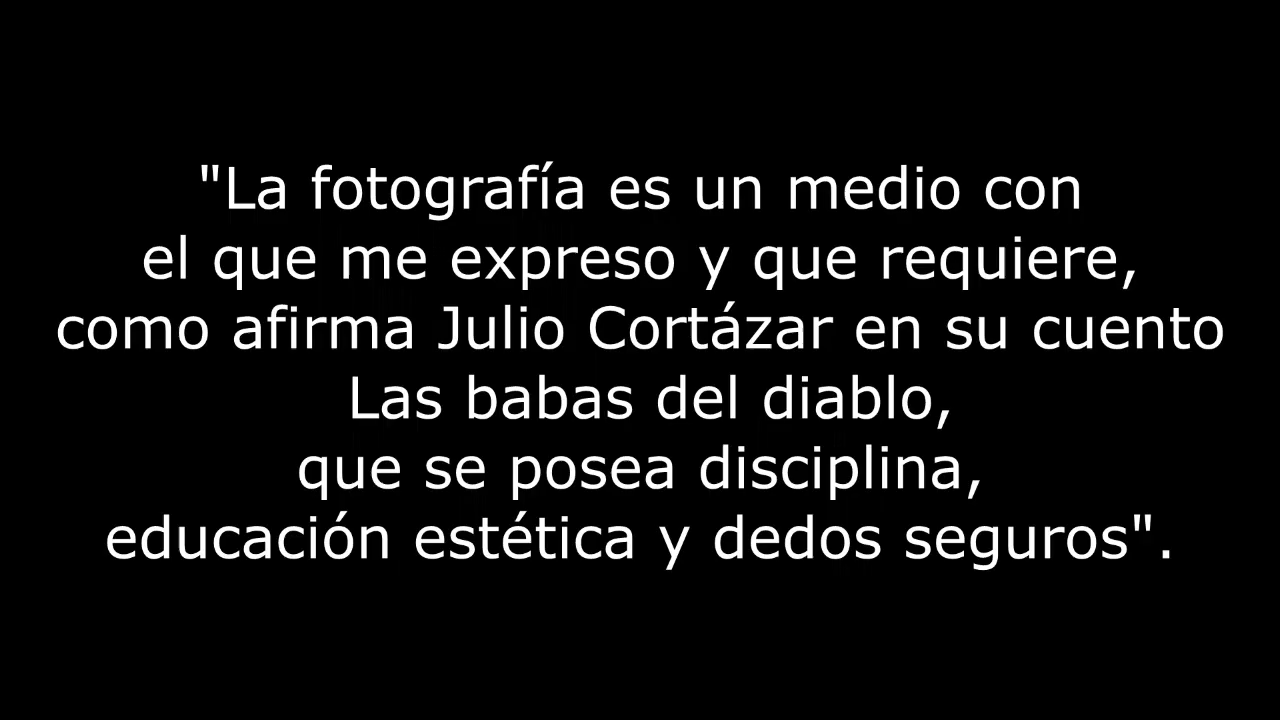 "La fotografía es un medio con
el que me expreso y que requiere,
como afirma Julio Cortázar en su cuento
Las babas del diablo,
que se posea disciplina,
educación estética y dedos seguros".